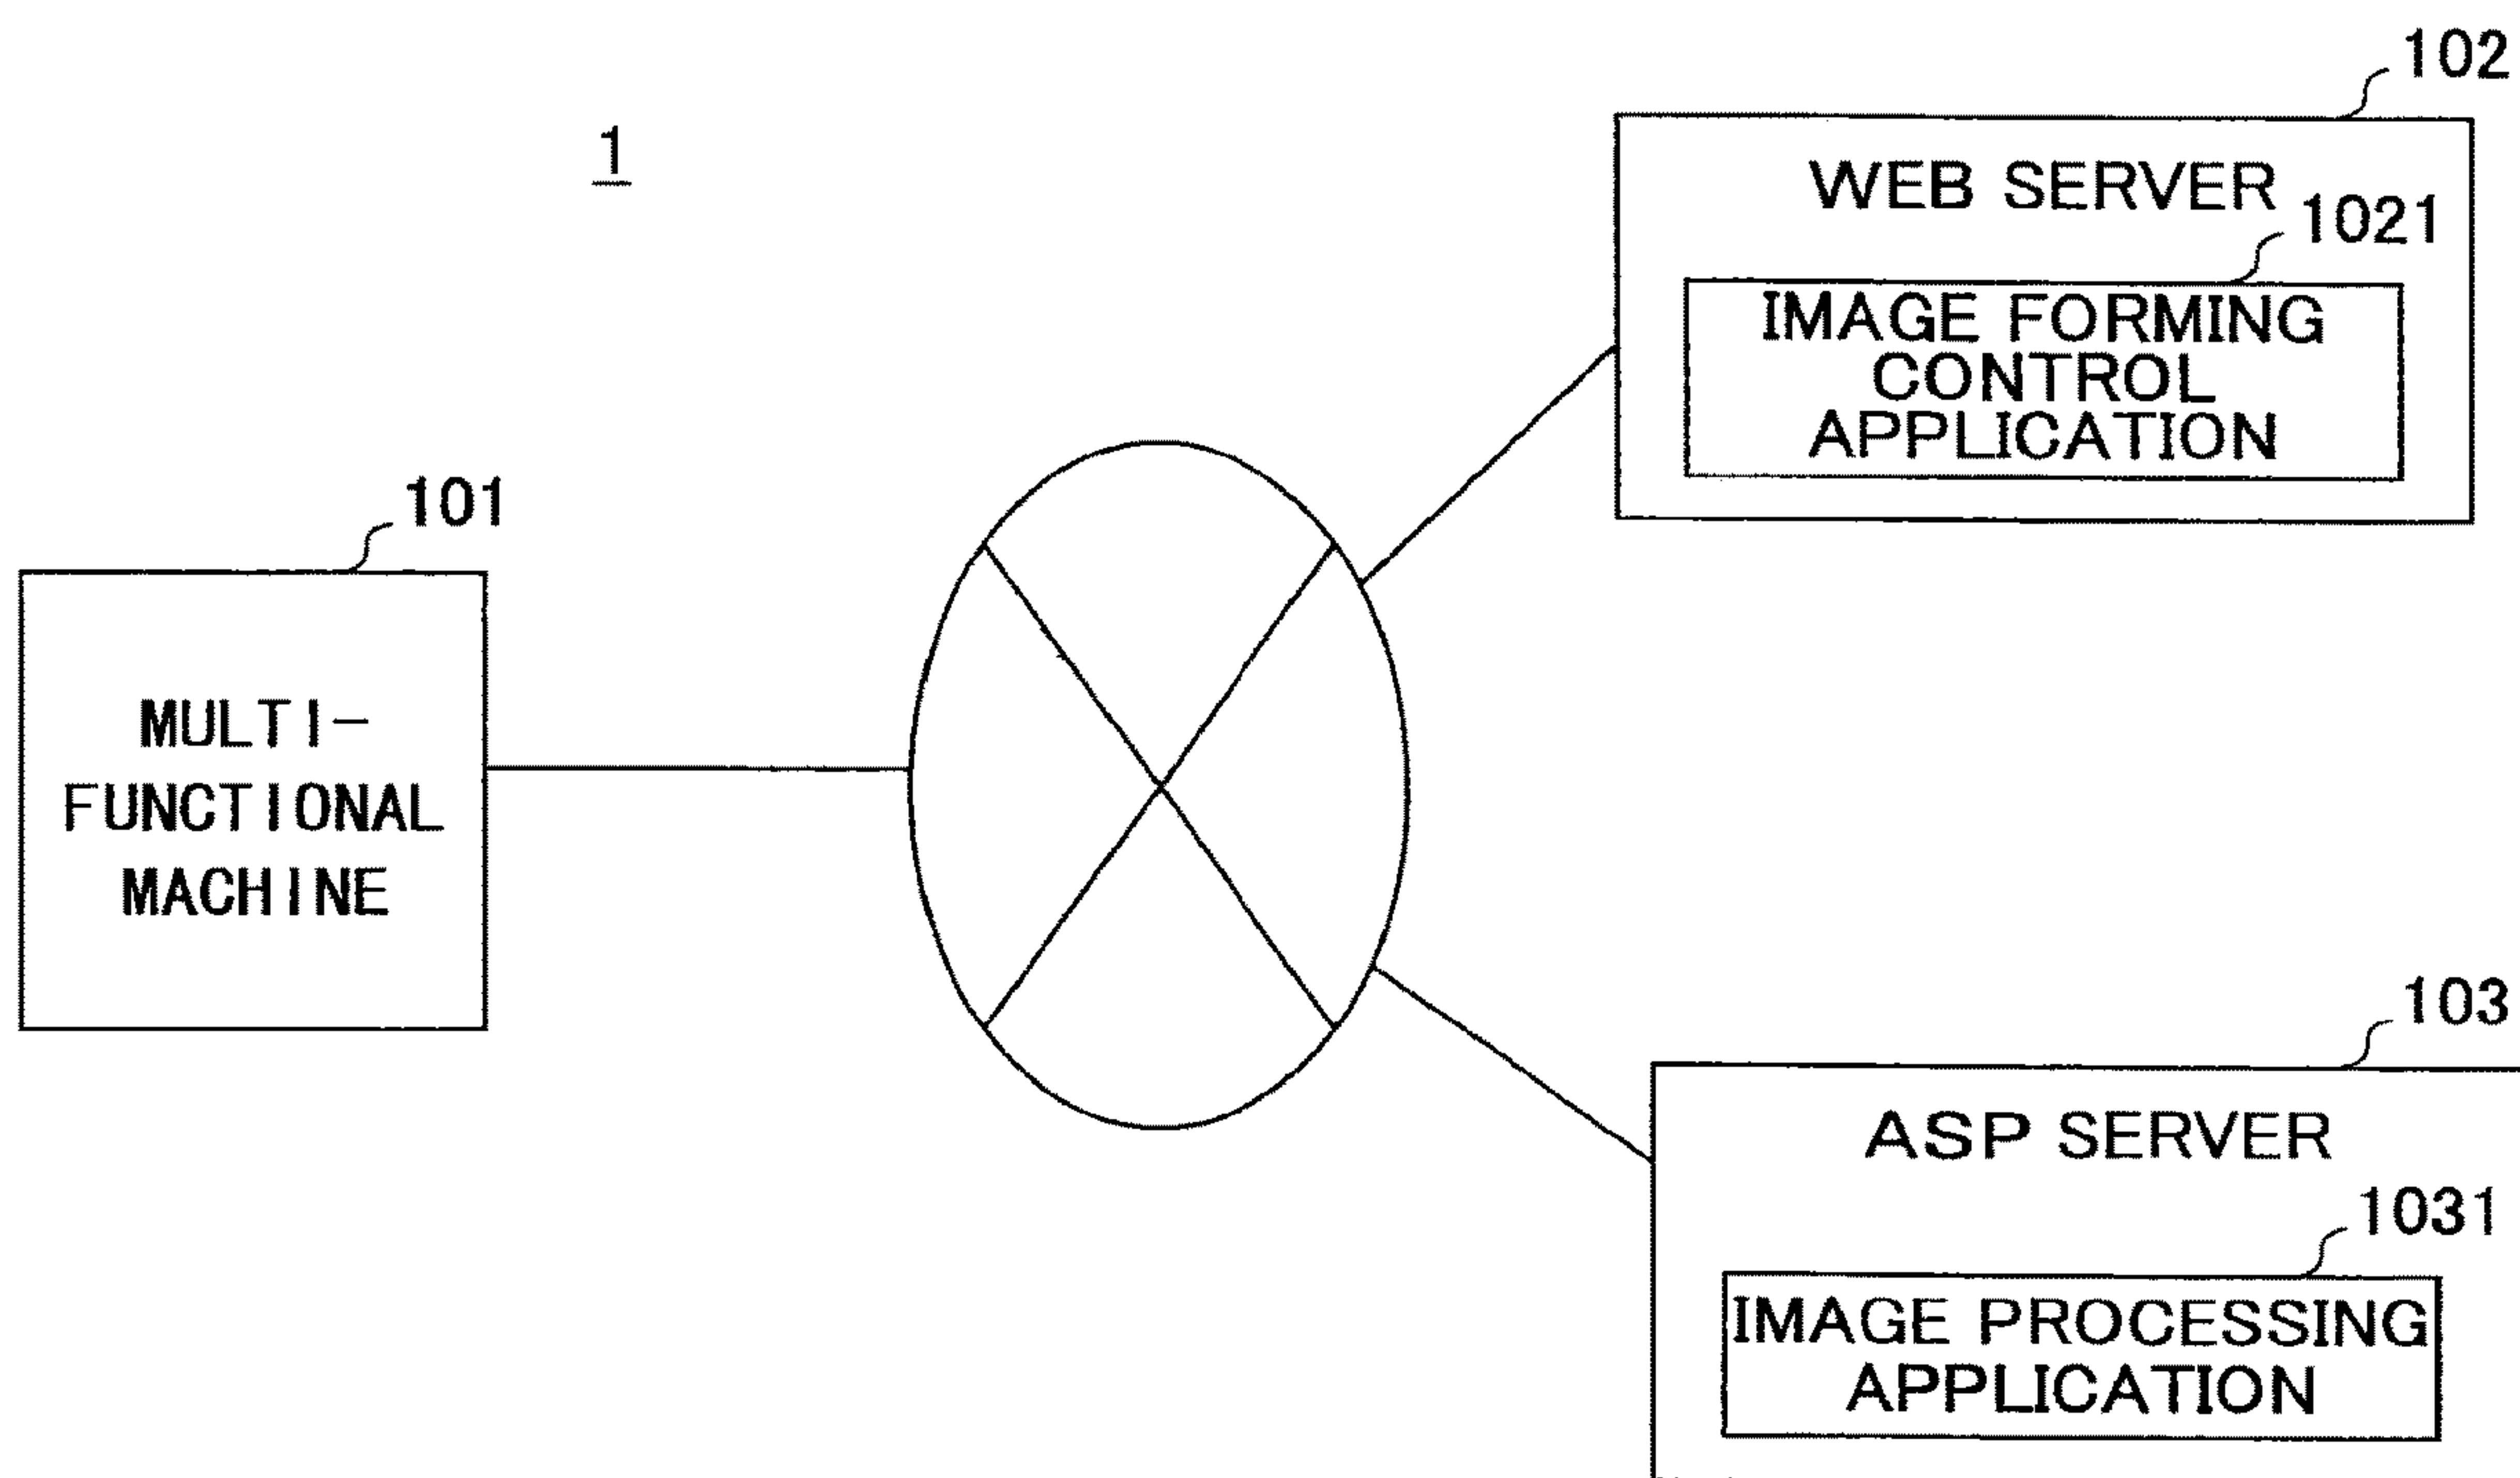 102
1
WEB SERVER
1021
IMAGE FORMING
CONTROL
APPLICATION
101
MULTI-
FUNCTIONAL
MACHINE
103
ASP SERVER
1031
IMAGE PROCESSING
APPLICATION